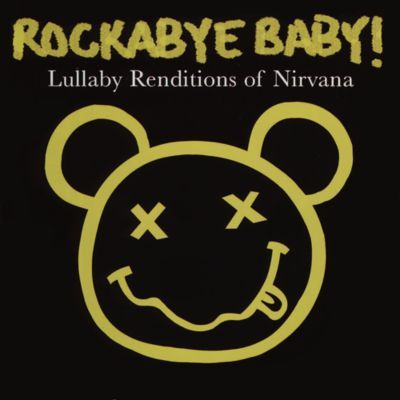 ROCKABYE BABY!
Lullaby Renditions of Nirvana